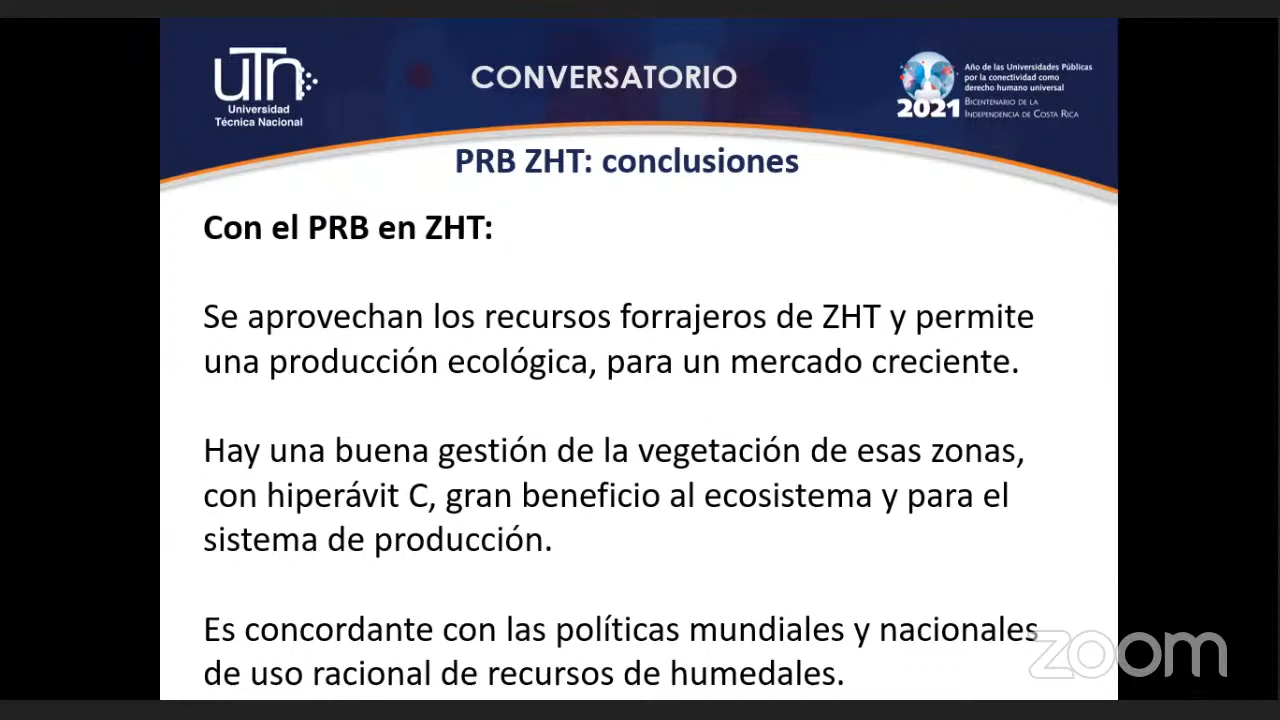 UTn
Universidad
Técnica Nacional
CONVERSATORIO
2021
Año de las Universidades Públicas
por la conectividad como
derecho humano universal
BICENTENARIO DE LA
INDEPENDENCIA DE COSTA RICA
PRB ZHT: conclusiones
Con el PRB en ZHT:
Se aprovechan los recursos forrajeros de ZHT y permite
una producción ecológica, para un mercado creciente.
Hay una buena gestión de la vegetación de esas zonas,
con hiperávit C, gran beneficio al ecosistema y para el
sistema de producción.
Es concordante con las políticas mundiales y nacionales
de uso racional de recursos de humedales.
zoom